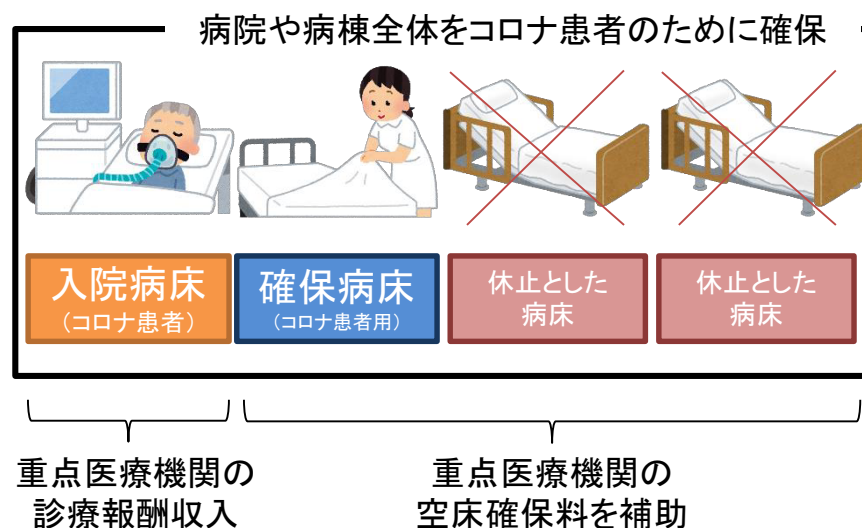 病院や病棟全体をコロナ患者のために確保
入院病床
（コロナ患者）
確保病床
（コロナ患者用）
休止とした
病床
休止とした
病床
重点医療機関の
診療報酬収入
重点医療機関の
空床確保料を補助